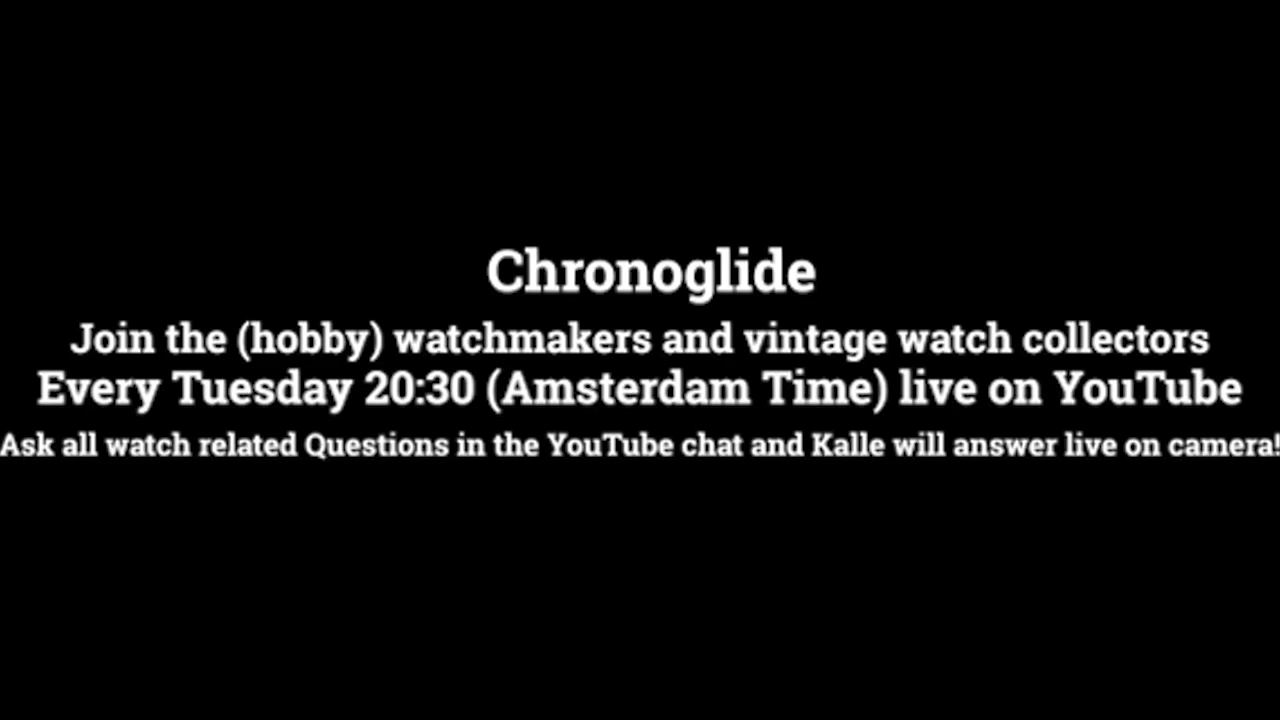 Chronoglide
Join the (hobby) watchmakers and vintage watch collectors
Every Tuesday 20:30 (Amsterdam Time) live on YouTube
Ask all watch related Questions in the YouTube chat and Kalle will answer live on camera!